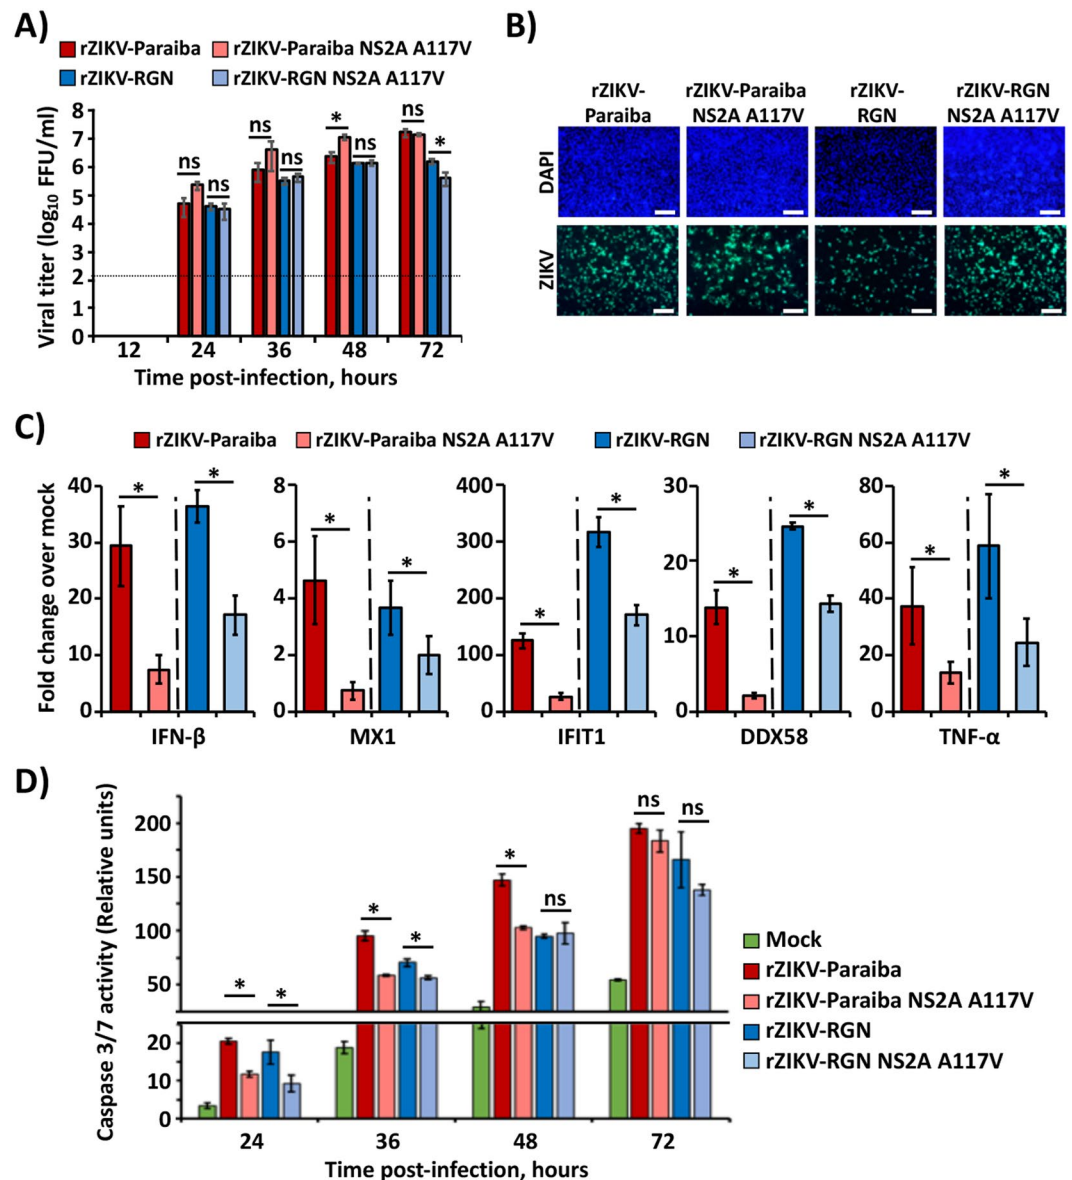 A)
rZIKV-Paraiba rZIKV-Paraiba NS2A A117V
rZIKV-RGN rZIKV-RGN NS2A A117V
Viral titer (log10 FFU/ml)
8
7
6
5
4
3
2
1
0
ns ns ns ns * ns ns *
12 24 36 48 72
Time post-infection, hours
B)
rZIKV-Paraiba rZIKV-Paraiba NS2A A117V rZIKV-RGN rZIKV-RGN NS2A A117V
DAPI
ZIKV
C)
rZIKV-Paraiba rZIKV-Paraiba NS2A A117V rZIKV-RGN rZIKV-RGN NS2A A117V
Fold change over mock
40
30
20
10
0
* *
IFN-β
8
6
4
2
0
* *
MX1
400
300
200
100
0
* *
IFIT1
30
20
10
0
* *
DDX58
80
60
40
20
0
* *
TNF-α
D)
Caspase 3/7 activity (Relative units)
200
150
100
50
20
10
0
* * * * * ns ns ns
24 36 48 72
Time post-infection, hours
Mock
rZIKV-Paraiba
rZIKV-Paraiba NS2A A117V
rZIKV-RGN
rZIKV-RGN NS2A A117V